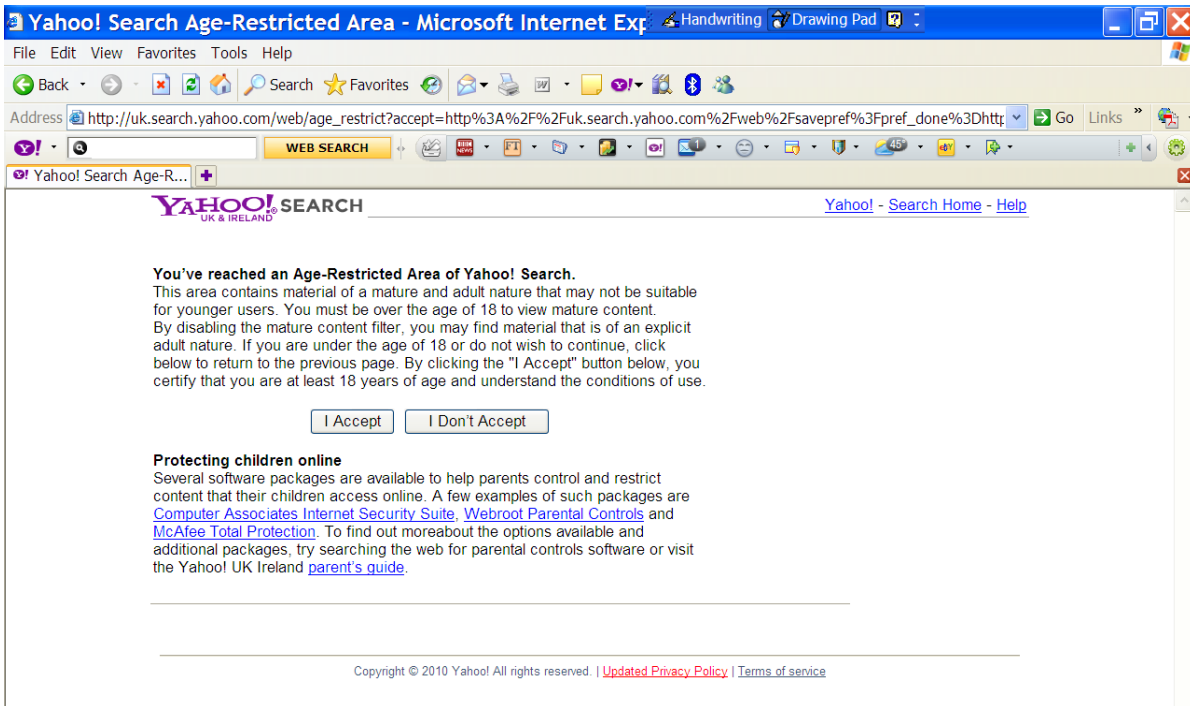 Yahoo! Search Age-Restricted Area - Microsoft Internet Exp
Handwriting Drawing Pad
File Edit View Favorites Tools Help
Back Search Favorites
Address http://uk.search.yahoo.com/web/age_restrict?accept=http%3A%2F%2Fuk.search.yahoo.com%2Fweb%2Fsavepref%3Fpref_done%3Dhttp Go Links »
Y! WEB SEARCH BBC NEWS FT Y! 1 45 eBY
Y! Yahoo! Search Age-R...
YAHOO! SEARCH Yahoo! - Search Home - Help
UK & IRELAND
You've reached an Age-Restricted Area of Yahoo! Search.
This area contains material of a mature and adult nature that may not be suitable
for younger users. You must be over the age of 18 to view mature content.
By disabling the mature content filter, you may find material that is of an explicit
adult nature. If you are under the age of 18 or do not wish to continue, click
below to return to the previous page. By clicking the "I Accept" button below, you
certify that you are at least 18 years of age and understand the conditions of use.
I Accept I Don't Accept
Protecting children online
Several software packages are available to help parents control and restrict
content that their children access online. A few examples of such packages are
Computer Associates Internet Security Suite, Webroot Parental Controls and
McAfee Total Protection. To find out moreabout the options available and
additional packages, try searching the web for parental controls software or visit
the Yahoo! UK Ireland parent's guide.
Copyright © 2010 Yahoo! All rights reserved. | Updated Privacy Policy | Terms of service